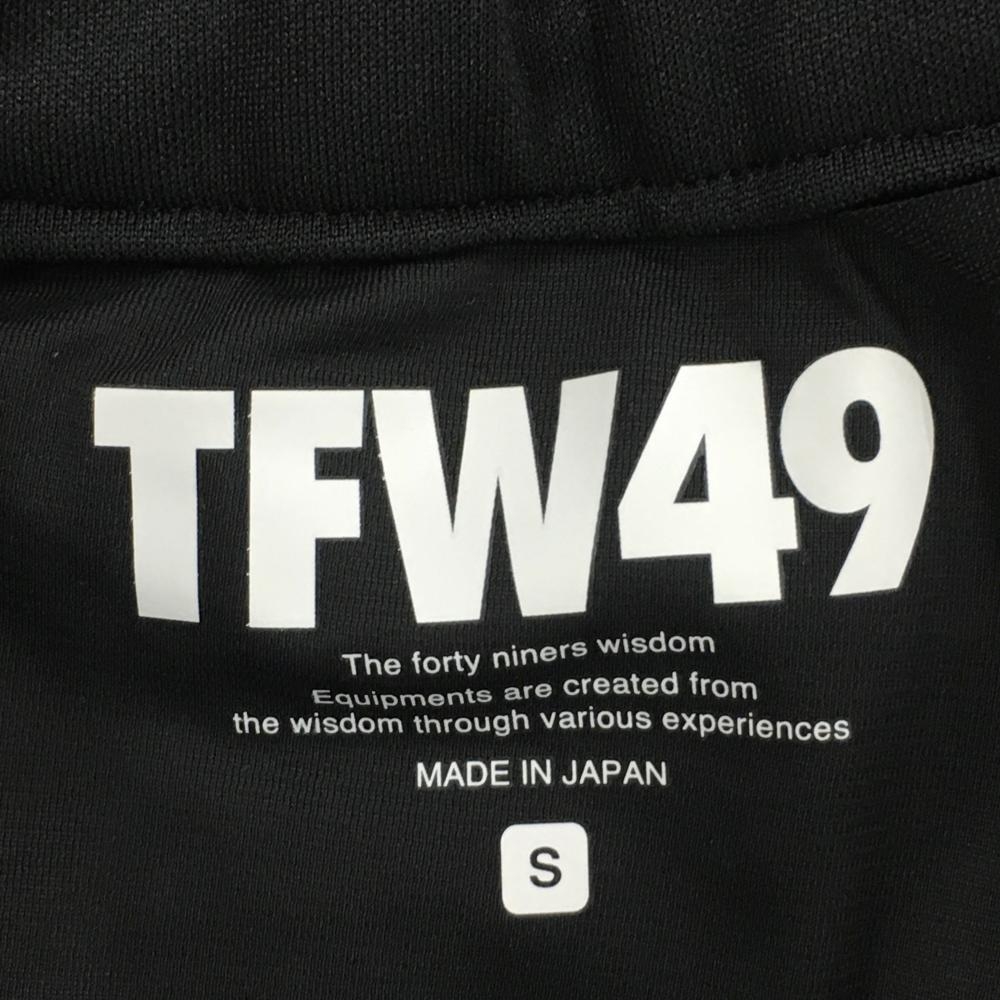 TFW49
The forty niners wisdom
Equipments are created from
the wisdom through various experiences
MADE IN JAPAN
S